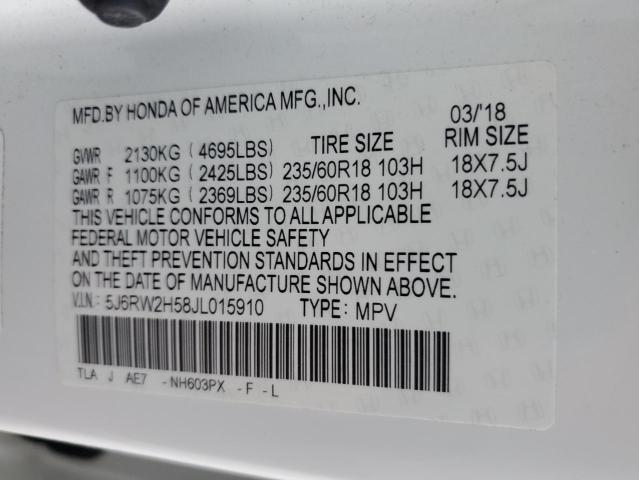 MFD.BY HONDA OF AMERICA MFG.,INC. 03/'18
TIRE SIZE RIM SIZE
GVWR 2130KG (4695LBS)
GAWR F 1100KG (2425LBS) 235/60R18 103H 18X7.5J
GAWR R 1075KG (2369LBS) 235/60R18 103H 18X7.5J
THIS VEHICLE CONFORMS TO ALL APPLICABLE
FEDERAL MOTOR VEHICLE SAFETY
AND THEFT PREVENTION STANDARDS IN EFFECT
ON THE DATE OF MANUFACTURE SHOWN ABOVE.
V.I.N.: 5J6RW2H58JL015910 TYPE: MPV
TLA J AE7 -NH603PX -F -L